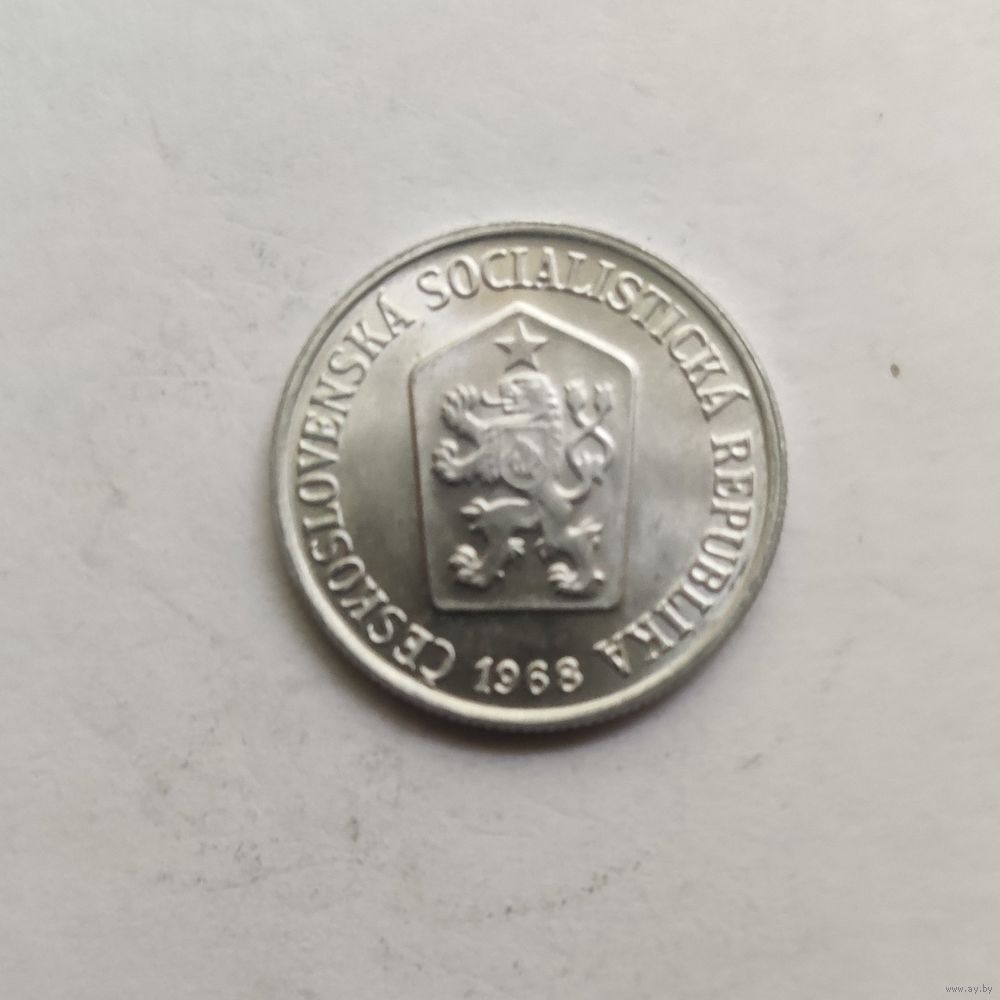 ČESKOSLOVENSKÁ SOCIALISTICKÁ REPUBLIKA
1968
www.ay.by